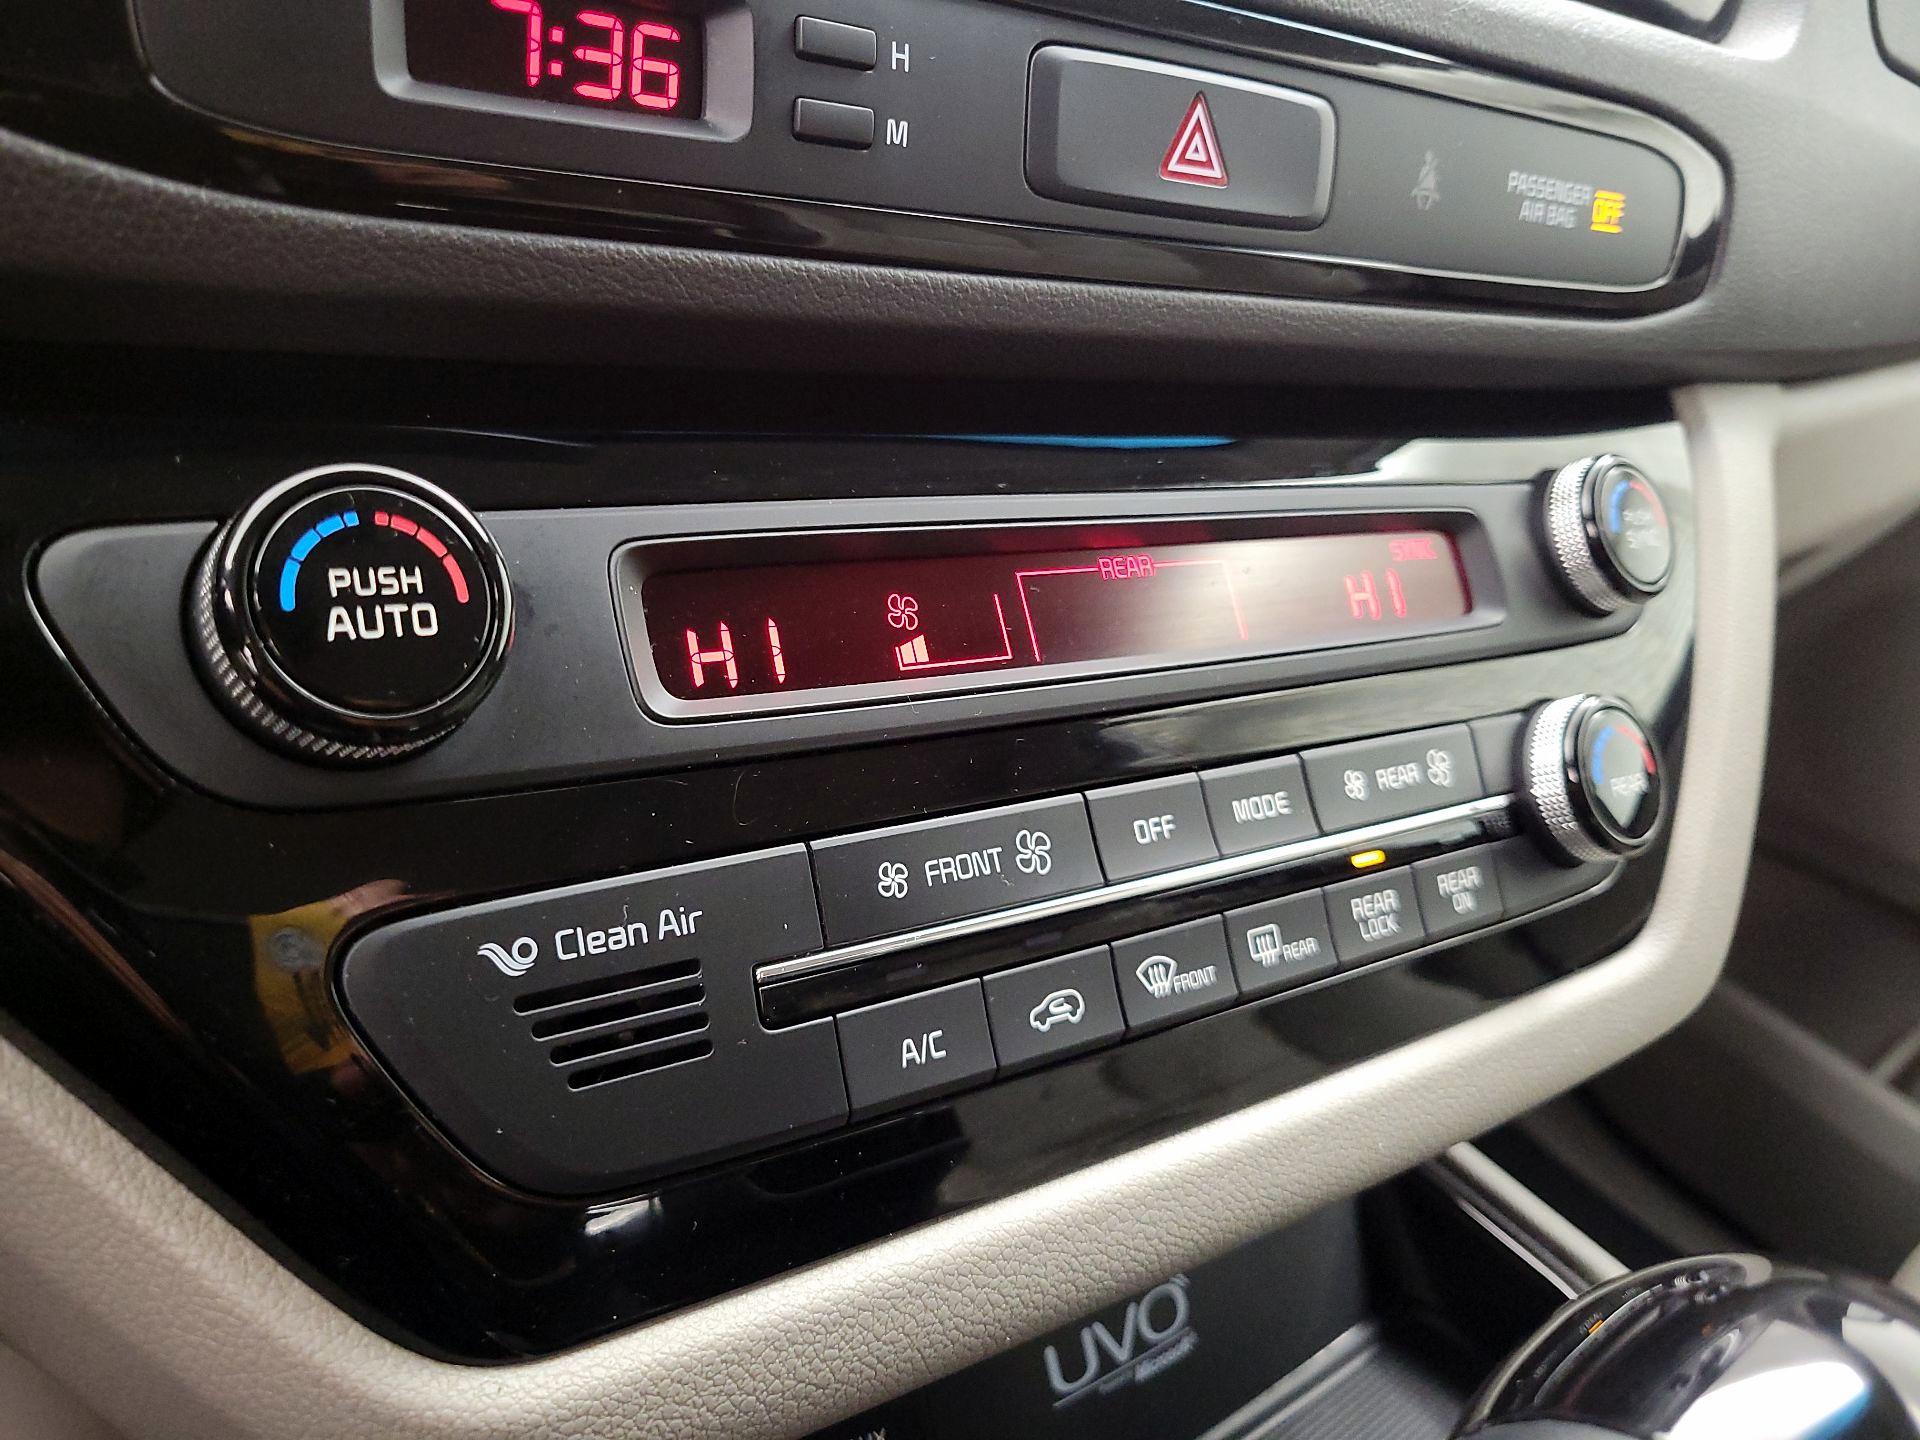 7:36
H
M
PASSENGER
AIR BAG OFF
PUSH
AUTO
HI
REAR
SYNC
HI
PUSH
SYNC
Clean Air
FRONT
OFF
MODE
REAR
REAR
A/C
FRONT
REAR
REAR
LOCK
REAR
ON
UVO
Microsoft